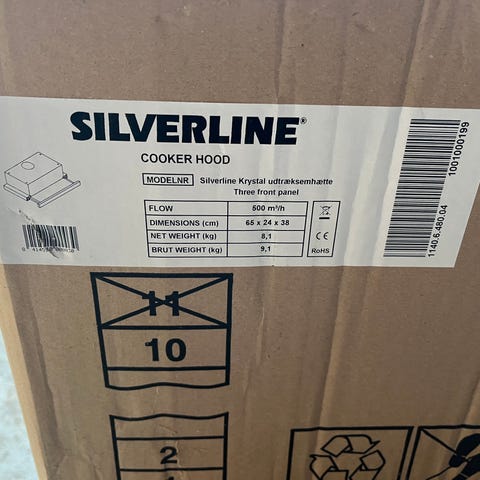 SILVERLINE®
COOKER HOOD
MODELNR Silverline Krystal udtræksemhætte
Three front panel
FLOW 500 m³/h
DIMENSIONS (cm) 65 x 24 x 38
NET WEIGHT (kg) 8,1
BRUT WEIGHT (kg) 9,1
CE
RoHS
1140.6.480.04
1001000199
11
10
2